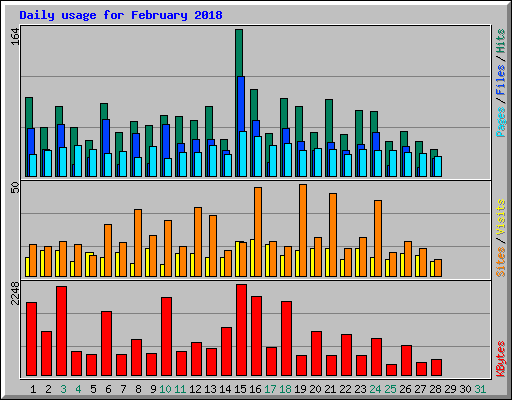 Daily usage for February 2018
164
Pages / Files / Hits
50
Sites / Visits
2248
KBytes
1 2 3 4 5 6 7 8 9 10 11 12 13 14 15 16 17 18 19 20 21 22 23 24 25 26 27 28 29 30 31